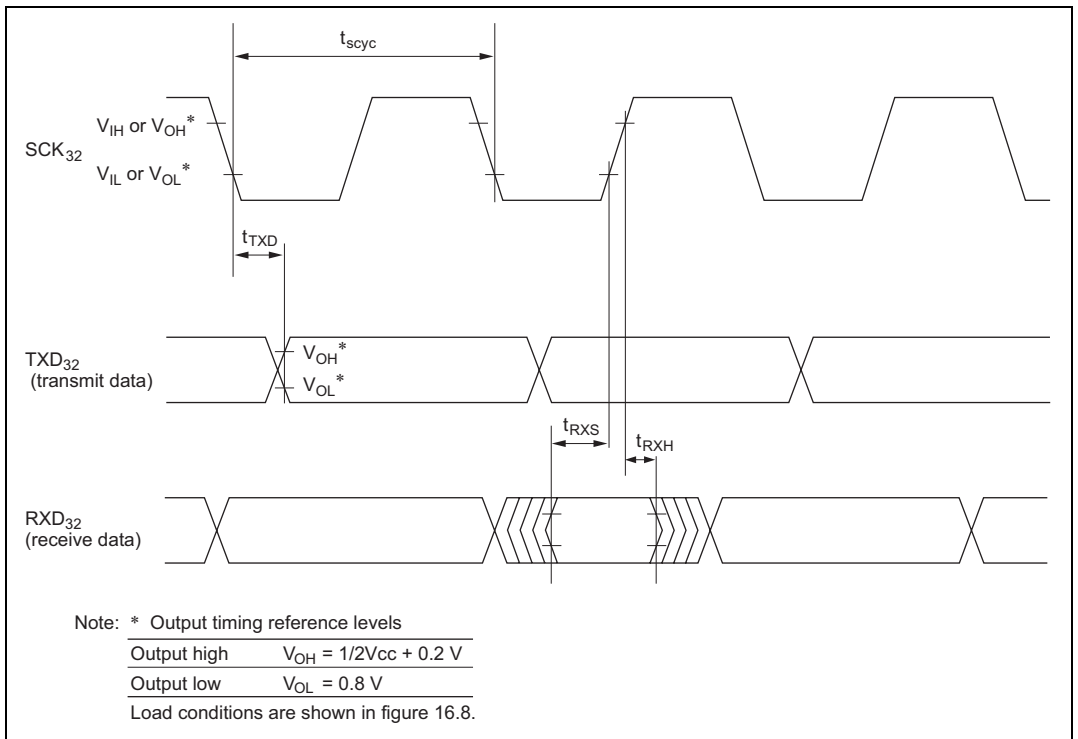 tscyc
VIH or VOH*
SCK32
VIL or VOL*
tTXD
TXD32
(transmit data)
VOH*
VOL*
tRXS
tRXH
RXD32
(receive data)
Note: * Output timing reference levels
Output high VOH = 1/2Vcc + 0.2 V
Output low VOL = 0.8 V
Load conditions are shown in figure 16.8.